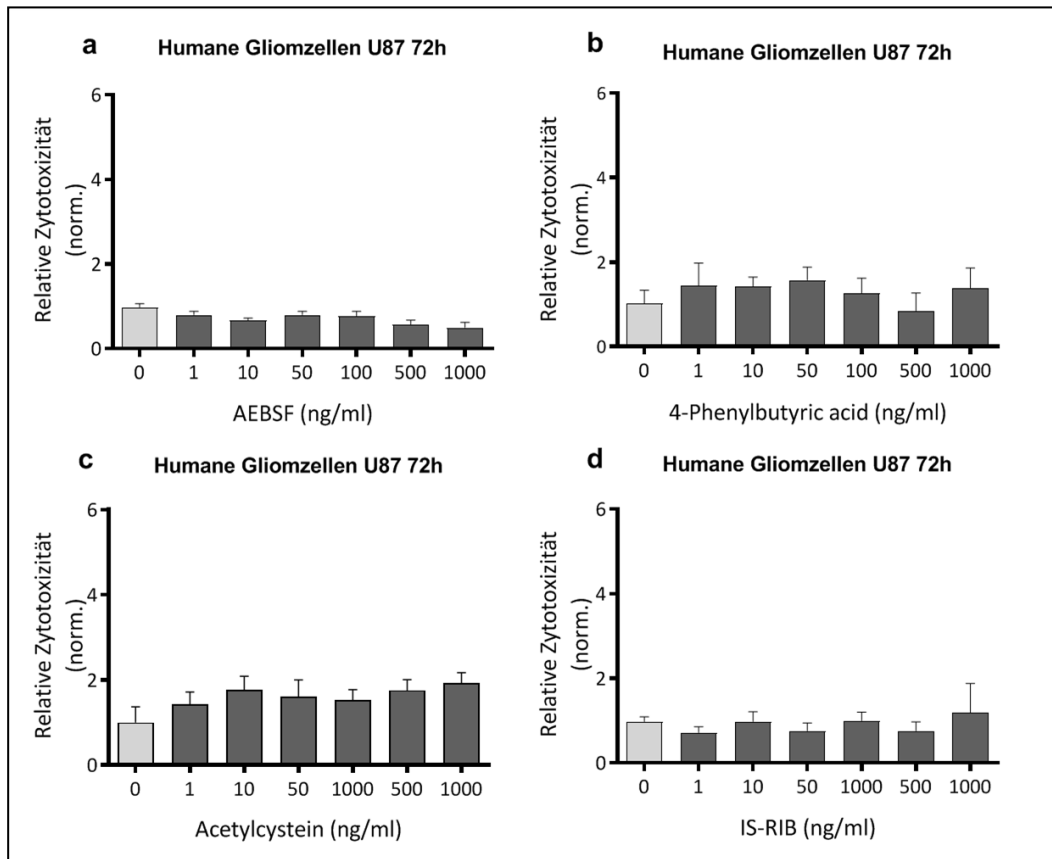 a
Humane Gliomzellen U87 72h
Relative Zytotoxizität
(norm.)
6
4
2
0
0 1 10 50 100 500 1000
AEBSF (ng/ml)
b
Humane Gliomzellen U87 72h
Relative Zytotoxizität
(norm.)
6
4
2
0
0 1 10 50 100 500 1000
4-Phenylbutyric acid (ng/ml)
c
Humane Gliomzellen U87 72h
Relative Zytotoxizität
(norm.)
6
4
2
0
0 1 10 50 1000 500 1000
Acetylcystein (ng/ml)
d
Humane Gliomzellen U87 72h
Relative Zytotoxizität
(norm.)
6
4
2
0
0 1 10 50 1000 500 1000
IS-RIB (ng/ml)